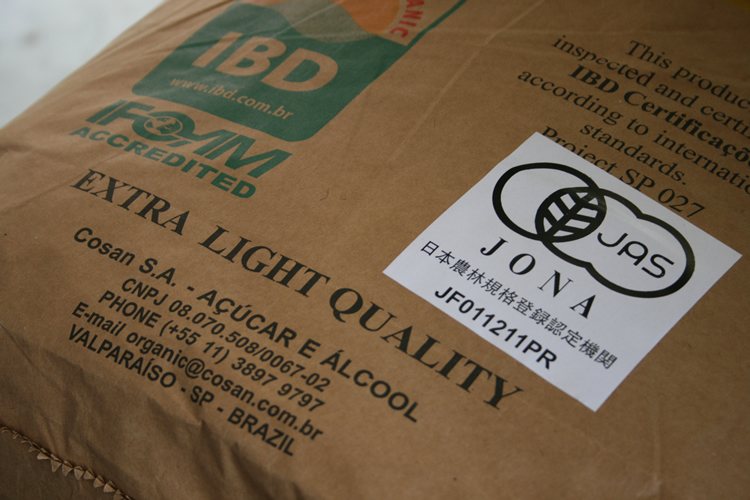 ANIC
IBD
www.ibd.com.br
IFOAM
ACCREDITED
EXTRA LIGHT QUALITY
Cosan S.A. - AÇÚCAR E ÁLCOOL
CNPJ 08.070.508/0067-02
PHONE (+55 11) 3897 9797
E-mail organic@cosan.com.br
VALPARAÍSO - SP - BRAZIL
This produc
inspected and certi
IBD Certificaçõ
according to internati
standards.
Project SP 027
JAS
JONA
日本農林規格登録認定機関
JF011211PR